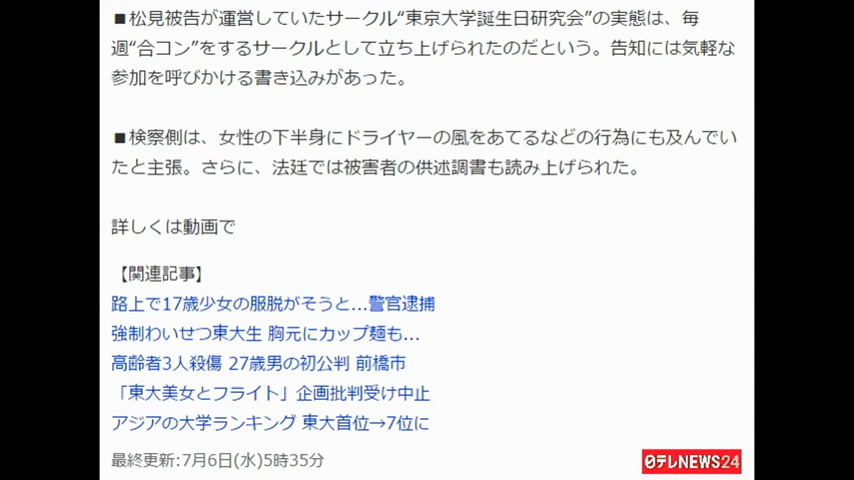 ■松見被告が運営していたサークル“東京大学誕生日研究会”の実態は、毎
週“合コン”をするサークルとして立ち上げられたのだという。告知には気軽な
参加を呼びかける書き込みがあった。
■検察側は、女性の下半身にドライヤーの風をあてるなどの行為にも及んでい
たと主張。さらに、法廷では被害者の供述調書も読み上げられた。
詳しくは動画で
【関連記事】
路上で17歳少女の服脱がそうと…警官逮捕
強制わいせつ東大生 胸元にカップ麺も…
高齢者3人殺傷 27歳男の初公判 前橋市
「東大美女とフライト」企画批判受け中止
アジアの大学ランキング 東大首位→7位に
最終更新:7月6日(水)5時35分
日テレNEWS24